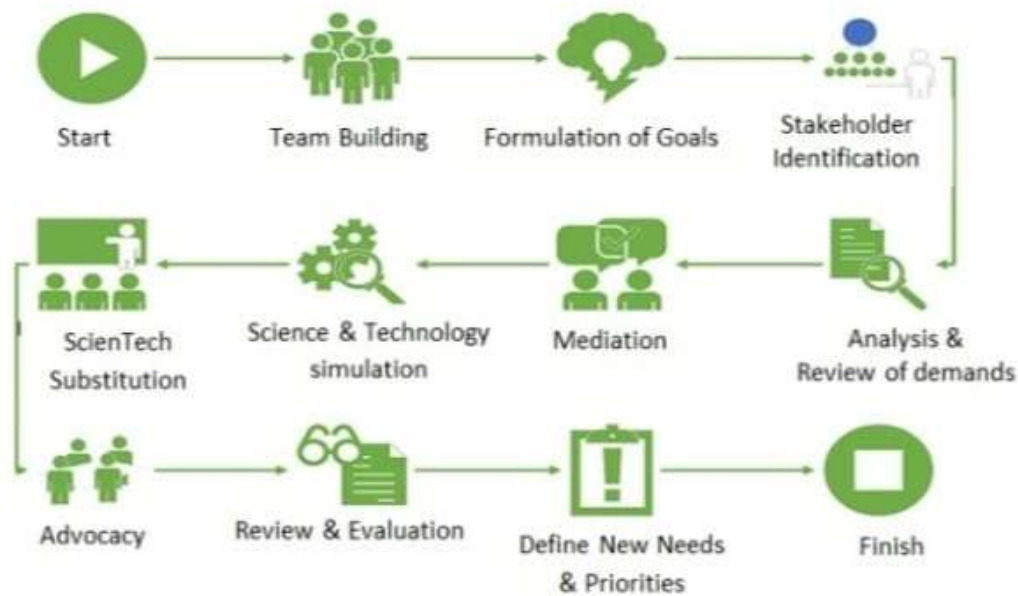 Start
Team Building
Formulation of Goals
Stakeholder
Identification
Analysis &
Review of demands
Mediation
Science & Technology
simulation
ScienTech
Substitution
Advocacy
Review & Evaluation
Define New Needs
& Priorities
Finish